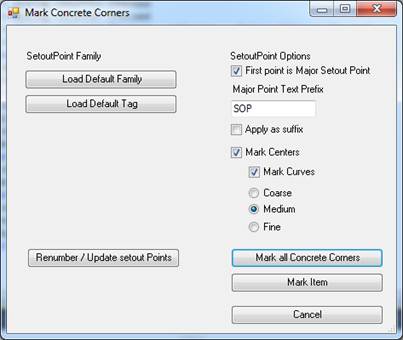 Mark Concrete Corners
SetoutPoint Family
Load Default Family
Load Default Tag
Renumber / Update setout Points
SetoutPoint Options
First point is Major Setout Point
Major Point Text Prefix
SOP
Apply as suffix
Mark Centers
Mark Curves
Coarse
Medium
Fine
Mark all Concrete Corners
Mark Item
Cancel